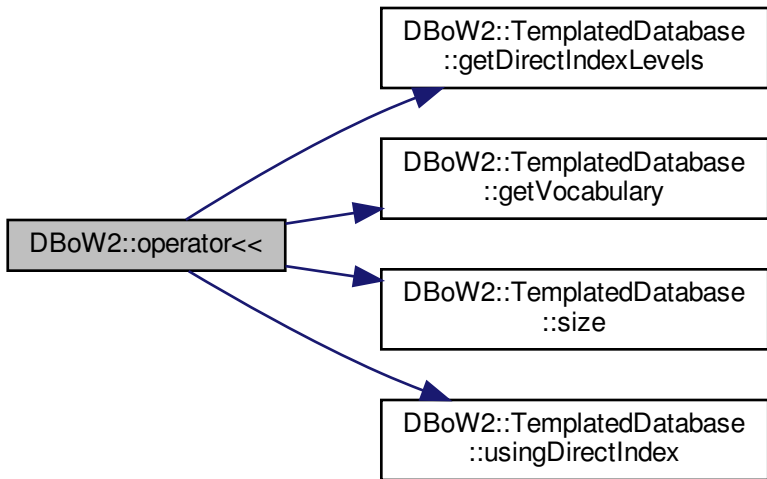 DBoW2::TemplatedDatabase
::getDirectIndexLevels
DBoW2::TemplatedDatabase
::getVocabulary
DBoW2::operator<<
DBoW2::TemplatedDatabase
::size
DBoW2::TemplatedDatabase
::usingDirectIndex